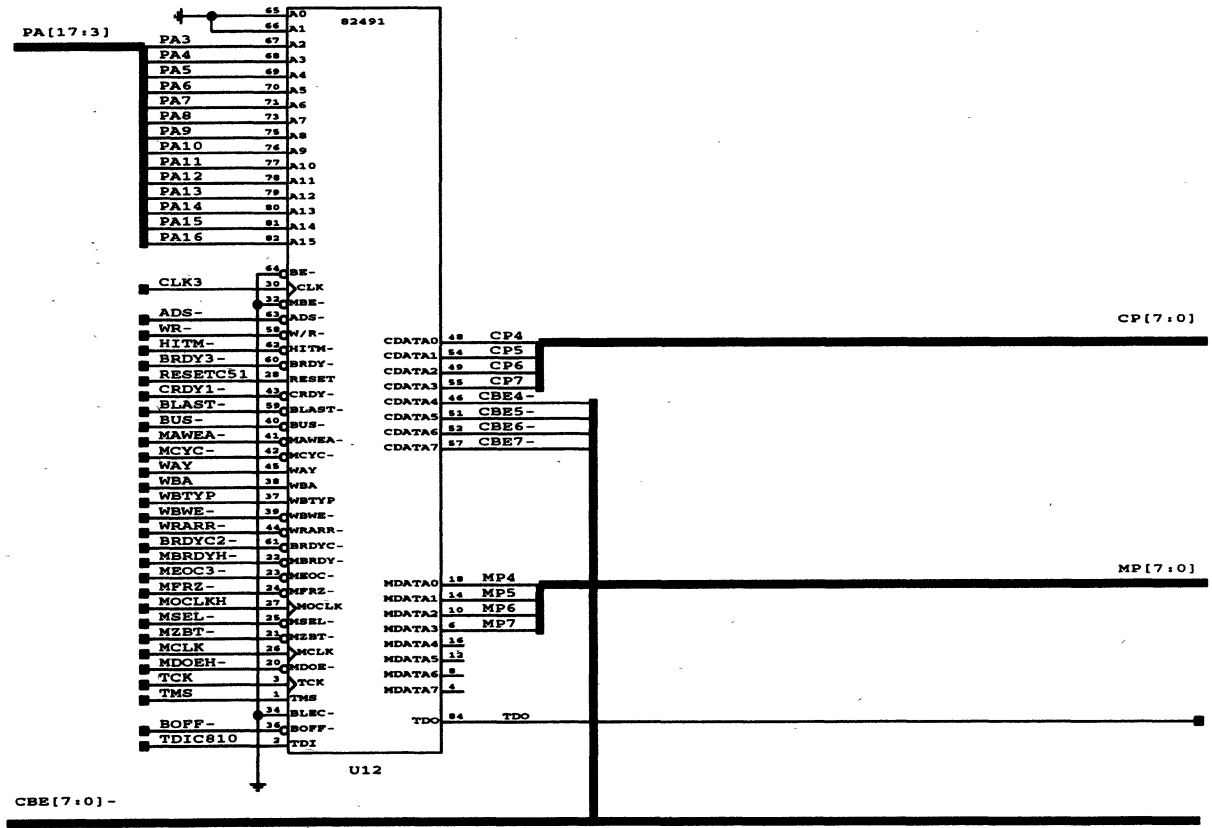 65 A0
82491
66 A1
PA[17:3]
PA3 67 A2
PA4 68 A3
PA5 69 A4
PA6 70 A5
PA7 71 A6
PA8 73 A7
PA9 75 A8
PA10 76 A9
PA11 77 A10
PA12 78 A11
PA13 79 A12
PA14 80 A13
PA15 81 A14
PA16 82 A15
64 BE-
CLK3 30 CLK
32 MBE-
ADS- 63 ADS-
WR- 58 W/R-
HITM- 62 HITM-
BRDY3- 60 BRDY-
RESETC51 28 RESET
CRDY1- 43 CRDY-
BLAST- 59 BLAST-
BUS- 40 BUS-
MAWEA- 41 MAWEA-
MCYC- 42 MCYC-
WAY 45 WAY
WBA 38 WBA
WBTYP 37 WBTYP
WBWE- 39 WBWE-
WRARR- 44 WRARR-
BRDYC2- 61 BRDYC-
MBRDYH- 22 MBRDY-
MEOC3- 23 MEOC-
MFRZ- 24 MFRZ-
MOCLKH 27 MOCLK
MSEL- 25 MSEL-
MZBT- 21 MZBT-
MCLK 26 MCLK
MDOEH- 20 MDOE-
TCK 3 TCK
TMS 1 TMS
34 BLEC-
BOFF- 36 BOFF-
TDIC810 2 TDI
CP[7:0]
CDATA0 48 CP4
CDATA1 54 CP5
CDATA2 49 CP6
CDATA3 55 CP7
CDATA4 46 CBE4-
CDATA5 51 CBE5-
CDATA6 52 CBE6-
CDATA7 57 CBE7-
MP[7:0]
MDATA0 18 MP4
MDATA1 14 MP5
MDATA2 10 MP6
MDATA3 6 MP7
MDATA4 16
MDATA5 12
MDATA6 8
MDATA7 4
TDO 84 TDO
U12
CBE[7:0]-